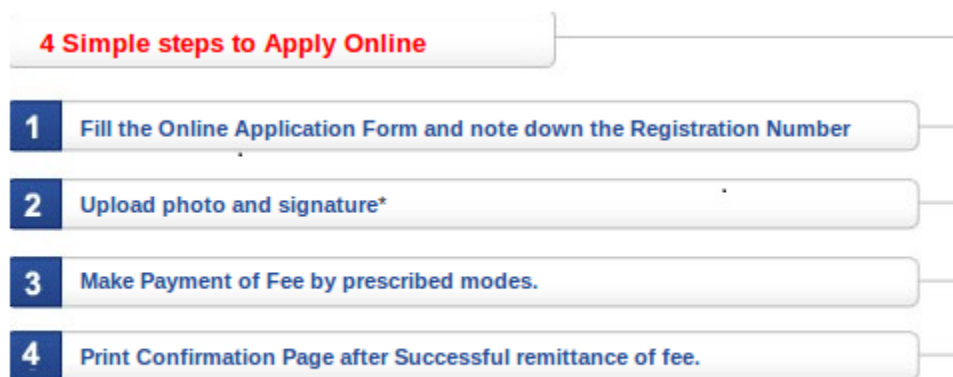 4 Simple steps to Apply Online
1 Fill the Online Application Form and note down the Registration Number
2 Upload photo and signature*
3 Make Payment of Fee by prescribed modes.
4 Print Confirmation Page after Successful remittance of fee.